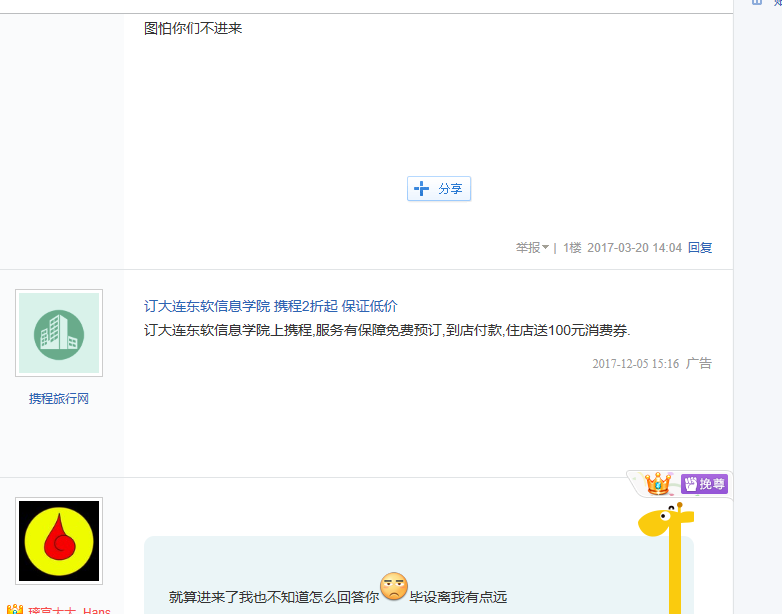 图怕你们不进来
分享
举报 | 1楼 2017-03-20 14:04 回复
订大连东软信息学院 携程2折起 保证低价
订大连东软信息学院上携程,服务有保障免费预订,到店付款,住店送100元消费券.
2017-12-05 15:16 广告
携程旅行网
挽尊
就算进来了我也不知道怎么回答你 毕设离我有点远